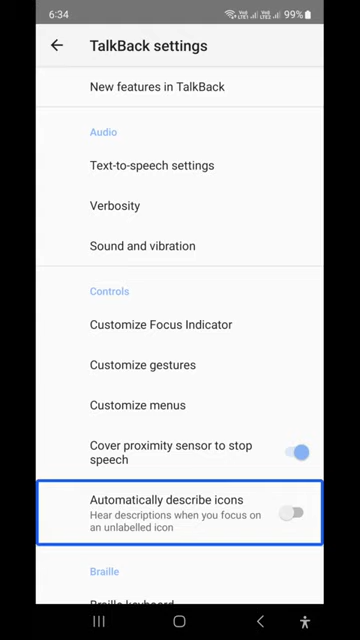 6:34
99%
TalkBack settings
New features in TalkBack
Audio
Text-to-speech settings
Verbosity
Sound and vibration
Controls
Customize Focus Indicator
Customize gestures
Customize menus
Cover proximity sensor to stop
speech
Automatically describe icons
Hear descriptions when you focus on
an unlabelled icon
Braille
Braille keyboard